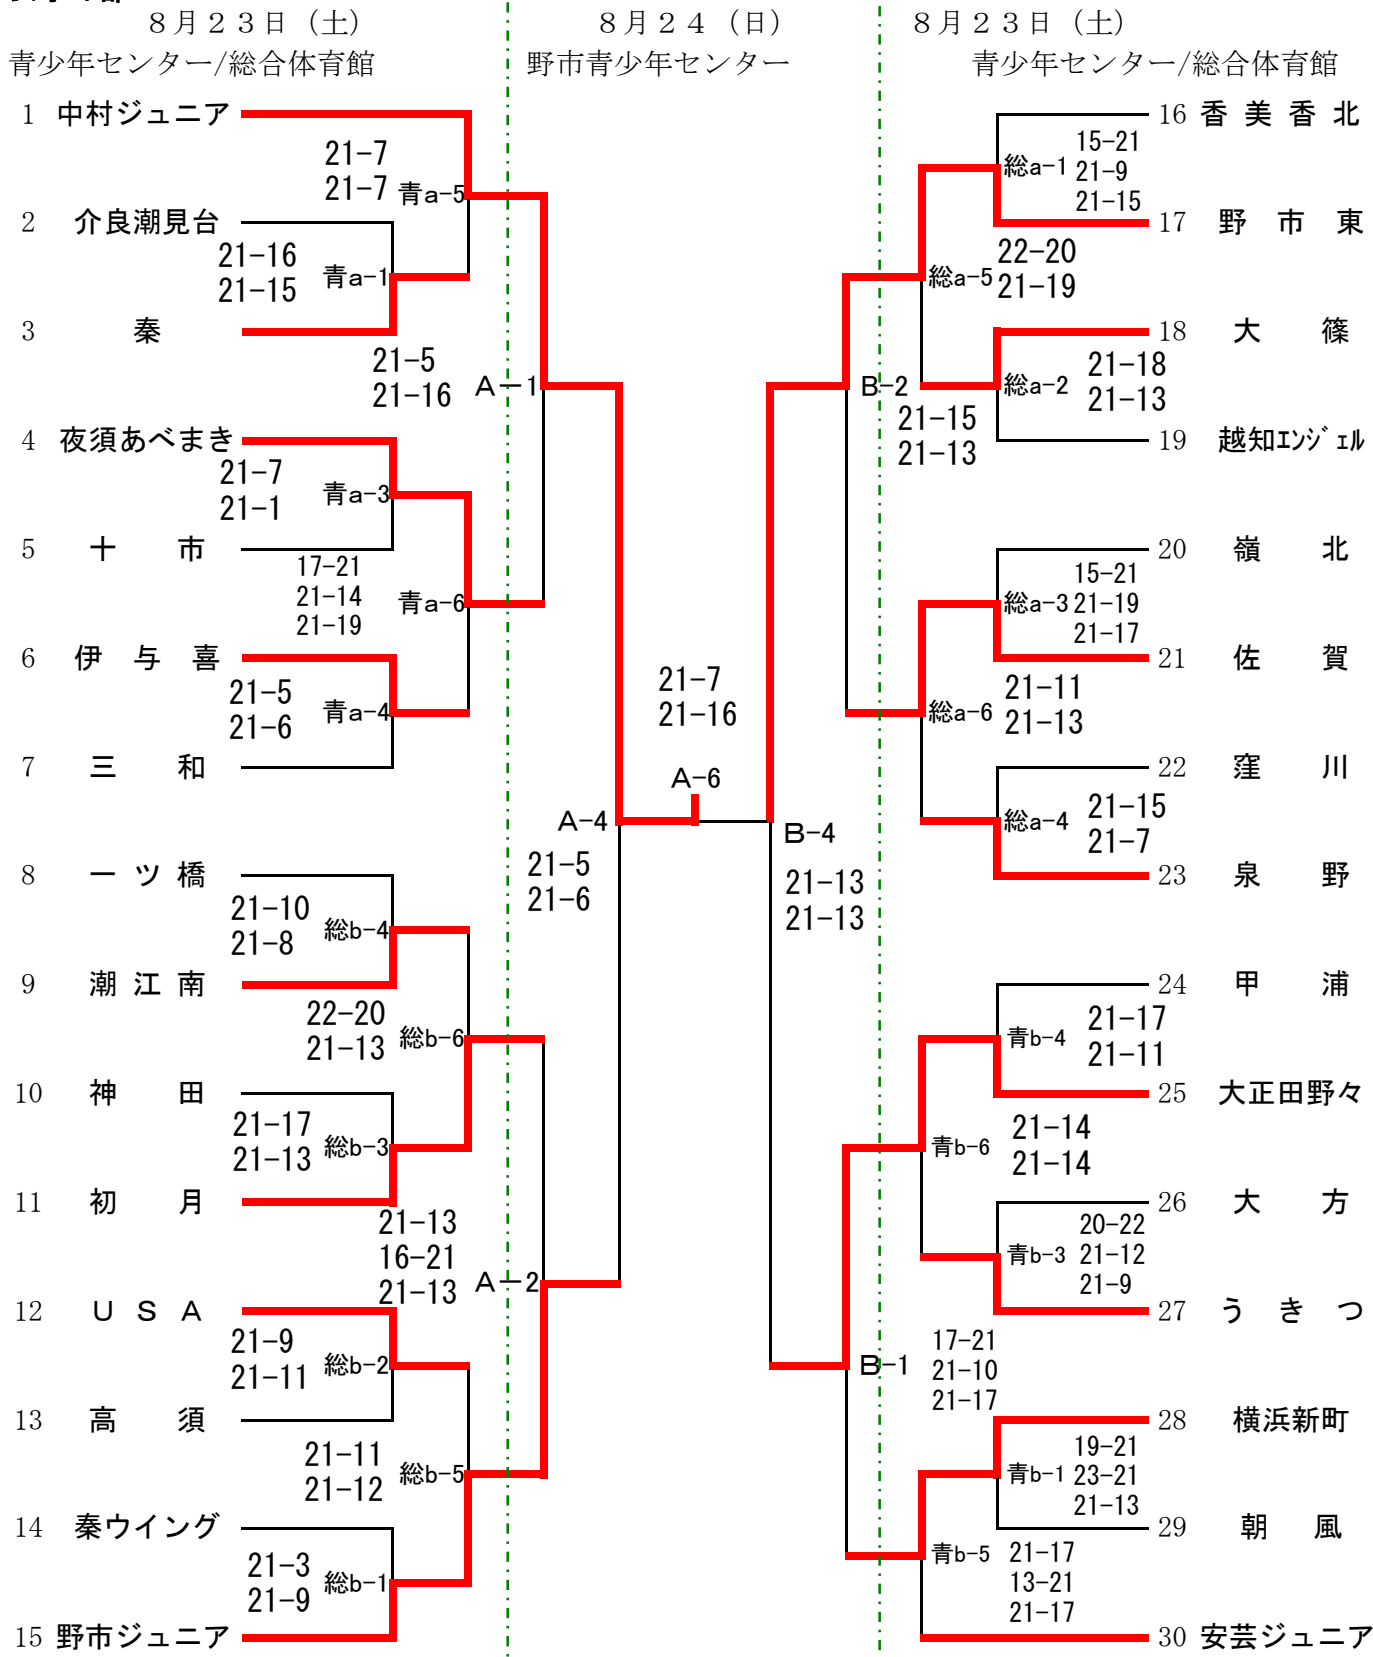 ８月２３日（土）
８月２４（日）
８月２３日（土）
青少年センター/総合体育館
野市青少年センター
青少年センター/総合体育館
1 中村ジュニア
21-7
21-7
青a-5
2 介良潮見台
21-16
21-15
青a-1
3 秦
21-5
21-16
A－1
4 夜須あべまき
21-7
21-1
青a-3
5 十市
17-21
21-14
21-19
青a-6
6 伊与喜
21-5
21-6
青a-4
7 三和
A-4
21-5
21-6
8 一ツ橋
21-10
21-8
総b-4
9 潮江南
22-20
21-13
総b-6
10 神田
21-17
21-13
総b-3
11 初月
21-13
16-21
21-13
A－2
12 ＵＳＡ
21-9
21-11
総b-2
13 高須
21-11
21-12
総b-5
14 秦ウイング
21-3
21-9
総b-1
15 野市ジュニア
21-7
21-16
A-6
16 香美香北
総a-1
15-21
21-9
21-15
17 野市東
総a-5
22-20
21-19
18 大篠
総a-2
21-18
21-13
B-2
21-15
21-13
19 越知ｴﾝｼﾞｪﾙ
20 嶺北
総a-3
15-21
21-19
21-17
21 佐賀
総a-6
21-11
21-13
22 窪川
総a-4
21-15
21-7
B-4
21-13
21-13
23 泉野
24 甲浦
青b-4
21-17
21-11
25 大正田野々
青b-6
21-14
21-14
26 大方
青b-3
20-22
21-12
21-9
27 うきつ
B-1
17-21
21-10
21-17
28 横浜新町
青b-1
19-21
23-21
21-13
29 朝風
青b-5
21-17
13-21
21-17
30 安芸ジュニア